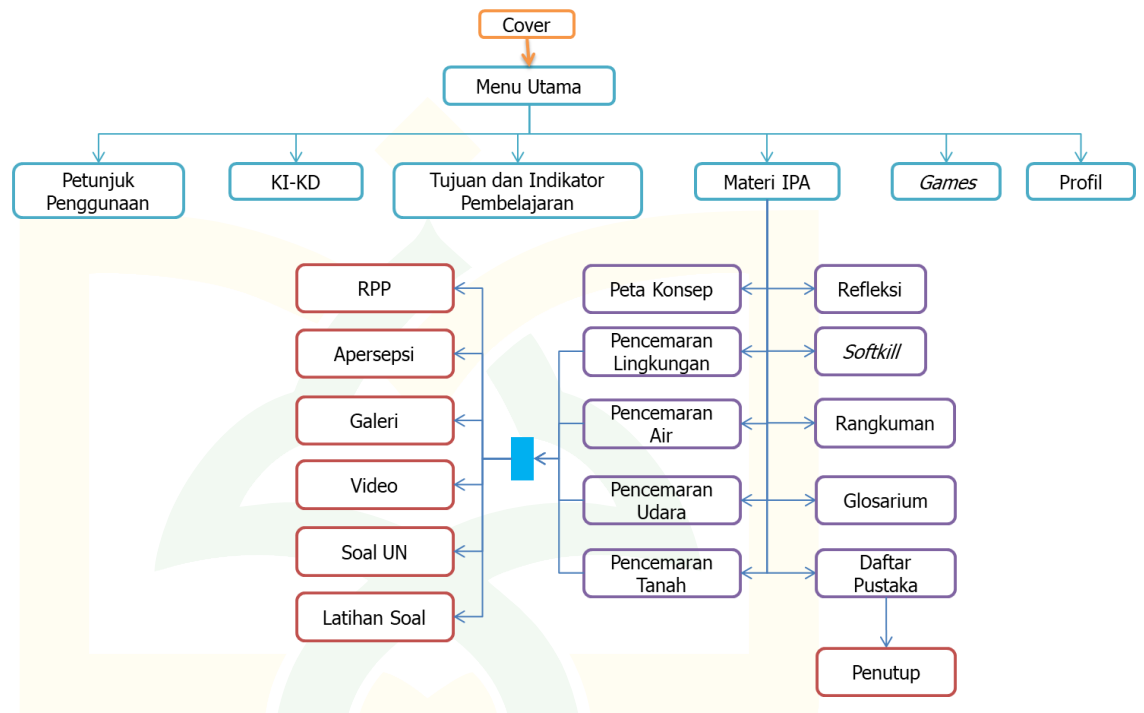 Cover
Menu Utama
Petunjuk
Penggunaan
KI-KD
Tujuan dan Indikator
Pembelajaran
Materi IPA
Games
Profil
RPP
Apersepsi
Galeri
Video
Soal UN
Latihan Soal
Peta Konsep
Pencemaran
Lingkungan
Pencemaran
Air
Pencemaran
Udara
Pencemaran
Tanah
Refleksi
Softkill
Rangkuman
Glosarium
Daftar
Pustaka
Penutup